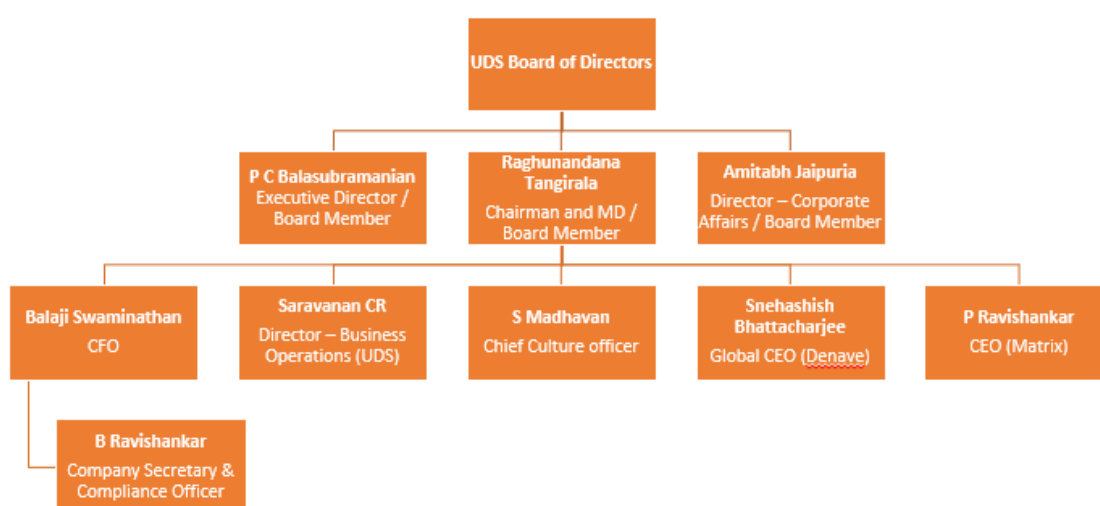 UDS Board of Directors
P C Balasubramanian
Executive Director /
Board Member
Raghunandana
Tangirala
Chairman and MD /
Board Member
Amitabh Jaipuria
Director – Corporate
Affairs / Board Member
Balaji Swaminathan
CFO
Saravanan CR
Director – Business
Operations (UDS)
S Madhavan
Chief Culture officer
Snehashish
Bhattacharjee
Global CEO (Denave)
P Ravishankar
CEO (Matrix)
B Ravishankar
Company Secretary &
Compliance Officer